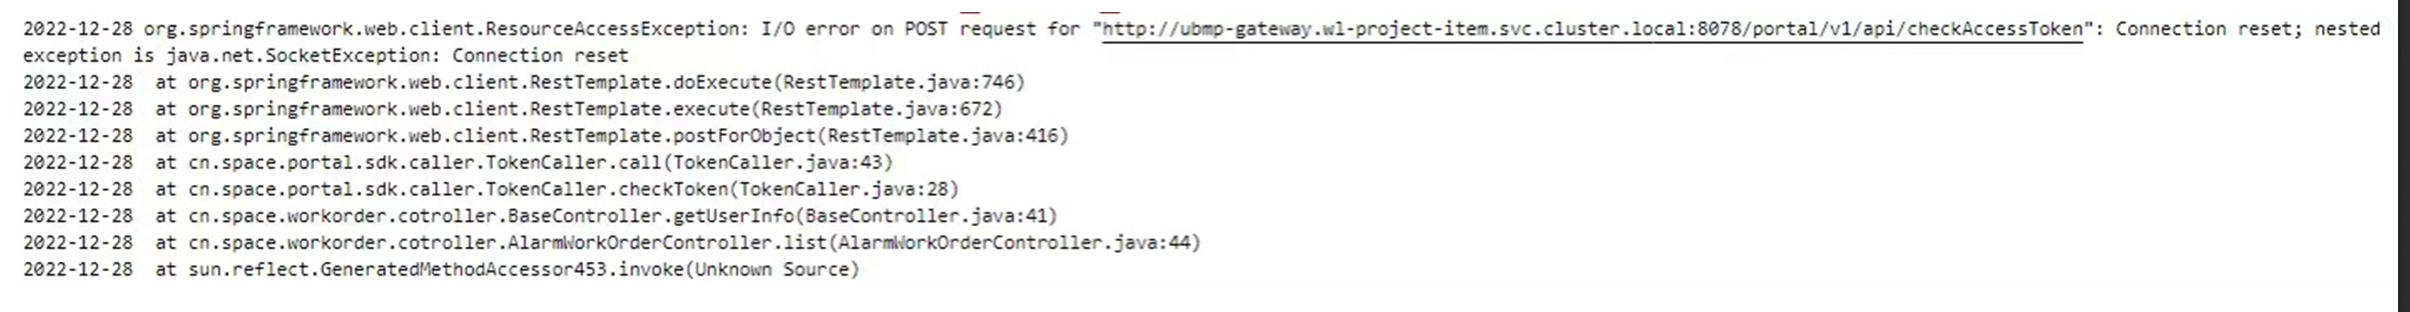 2022-12-28 org.springframework.web.client.ResourceAccessException: I/O error on POST request for "http://ubmp-gateway.wl-project-item.svc.cluster.local:8078/portal/v1/api/checkAccessToken": Connection reset; nested
exception is java.net.SocketException: Connection reset
2022-12-28  at org.springframework.web.client.RestTemplate.doExecute(RestTemplate.java:746)
2022-12-28  at org.springframework.web.client.RestTemplate.execute(RestTemplate.java:672)
2022-12-28  at org.springframework.web.client.RestTemplate.postForObject(RestTemplate.java:416)
2022-12-28  at cn.space.portal.sdk.caller.TokenCaller.call(TokenCaller.java:43)
2022-12-28  at cn.space.portal.sdk.caller.TokenCaller.checkToken(TokenCaller.java:28)
2022-12-28  at cn.space.workorder.cotroller.BaseController.getUserInfo(BaseController.java:41)
2022-12-28  at cn.space.workorder.cotroller.AlarmWorkOrderController.list(AlarmWorkOrderController.java:44)
2022-12-28  at sun.reflect.GeneratedMethodAccessor453.invoke(Unknown Source)